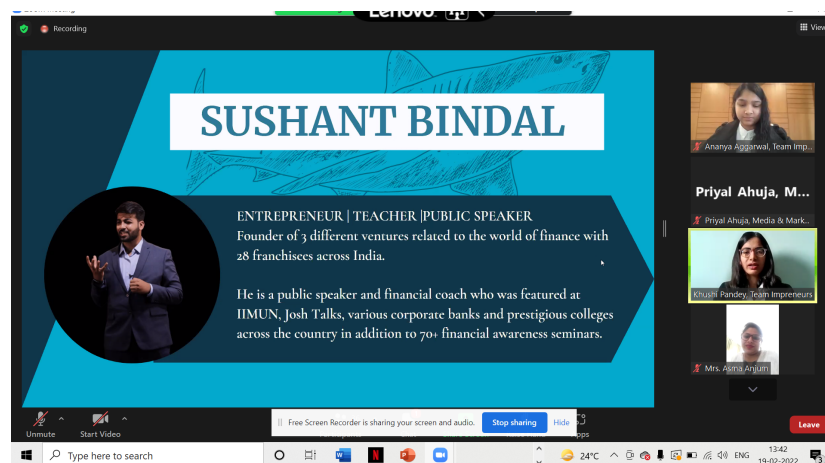 Lenovo
Recording
View
SUSHANT BINDAL
ENTREPRENEUR | TEACHER |PUBLIC SPEAKER
Founder of 3 different ventures related to the world of finance with
28 franchisees across India.
He is a public speaker and financial coach who was featured at
IIMUN, Josh Talks, various corporate banks and prestigious colleges
across the country in addition to 70+ financial awareness seminars.
Ananya Aggarwal, Team Imp...
Priyal Ahuja, M...
Priyal Ahuja, Media & Mark...
Khushi Pandey, Team Impreneurs
Mrs. Asma Anjum
Unmute
Start Video
Free Screen Recorder is sharing your screen and audio.
Stop sharing
Hide
Leave
Type here to search
24°C
ENG
13:42
19-02-2022